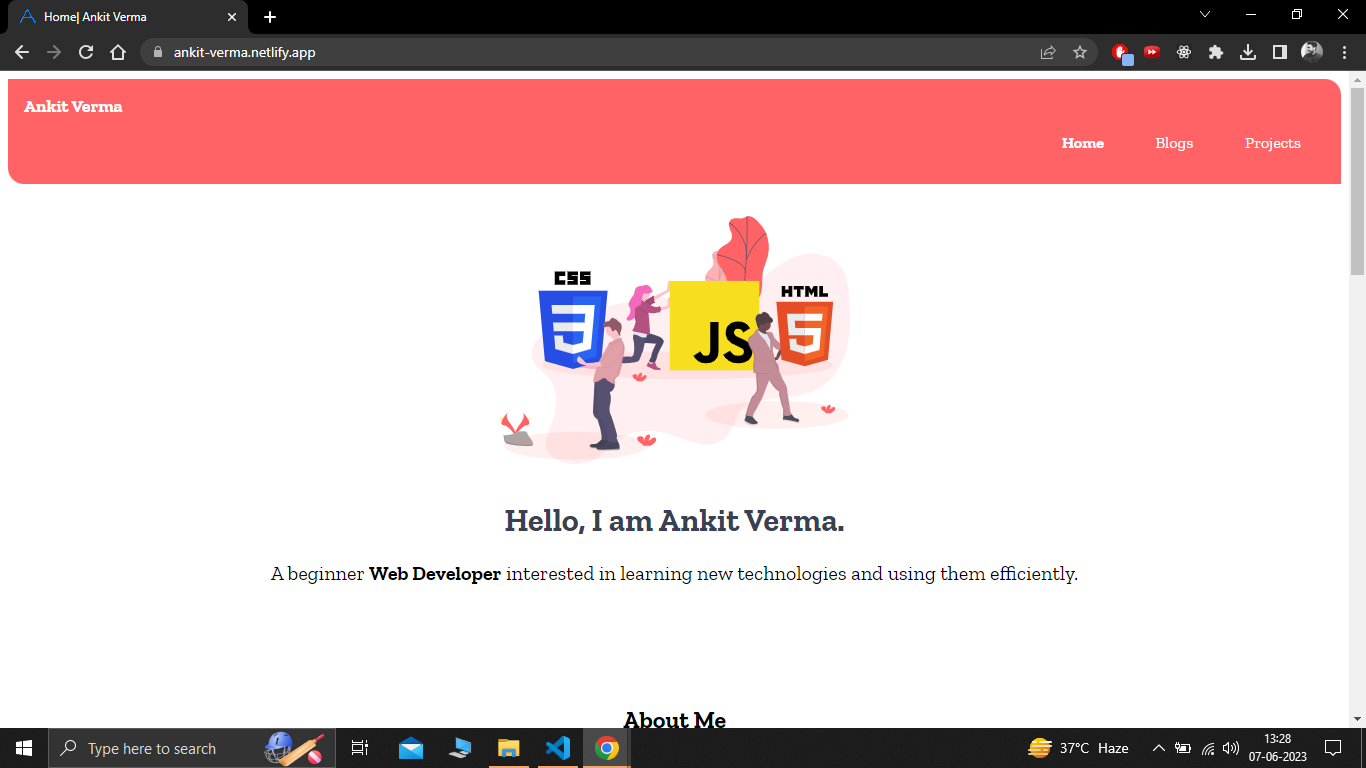 Home| Ankit Verma
ankit-verma.netlify.app
Ankit Verma
Home Blogs Projects
CSS
HTML
JS
Hello, I am Ankit Verma.
A beginner Web Developer interested in learning new technologies and using them efficiently.
About Me
Type here to search
37°C Haze
13:28
07-06-2023